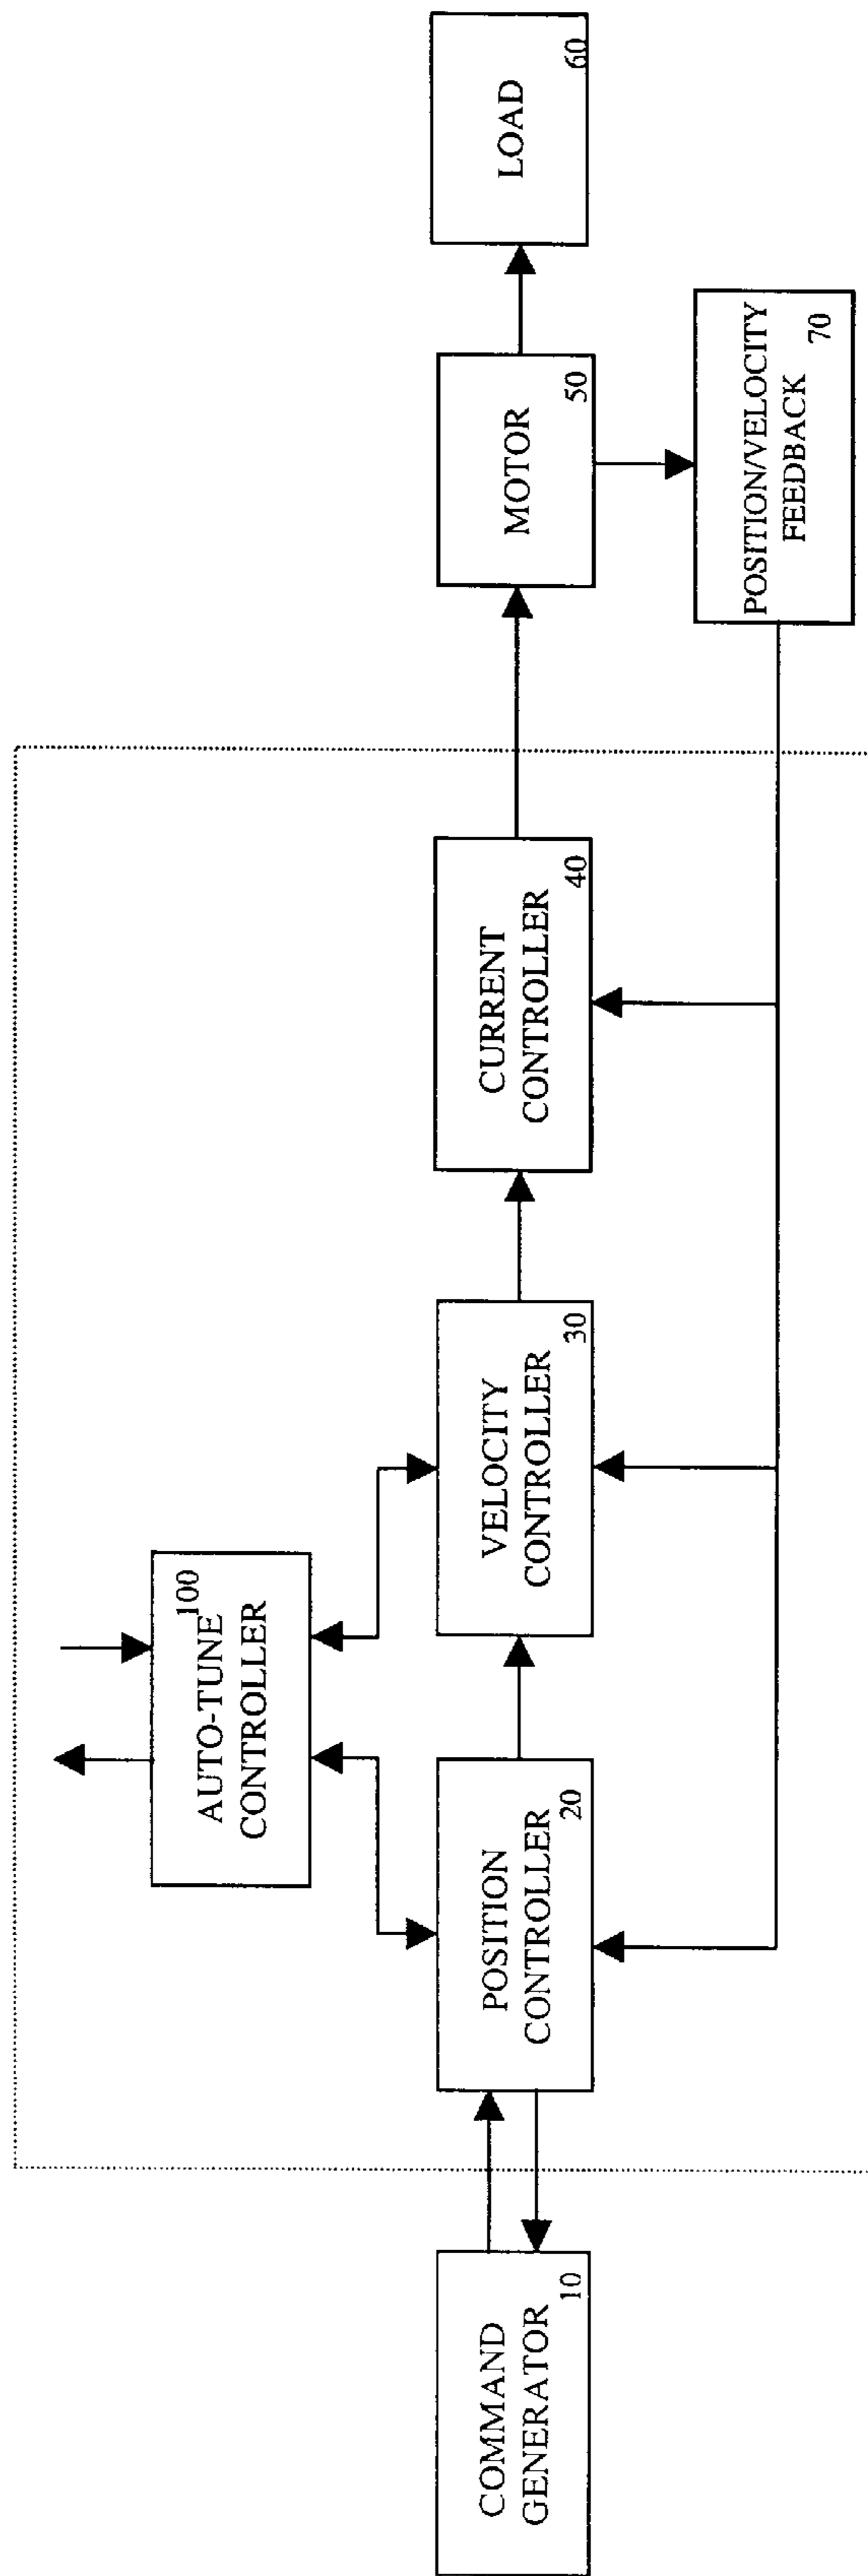 AUTO-TUNE
CONTROLLER
100
COMMAND
GENERATOR
10
POSITION
CONTROLLER
20
VELOCITY
CONTROLLER
30
CURRENT
CONTROLLER
40
MOTOR
50
LOAD
60
POSITION/VELOCITY
FEEDBACK
70